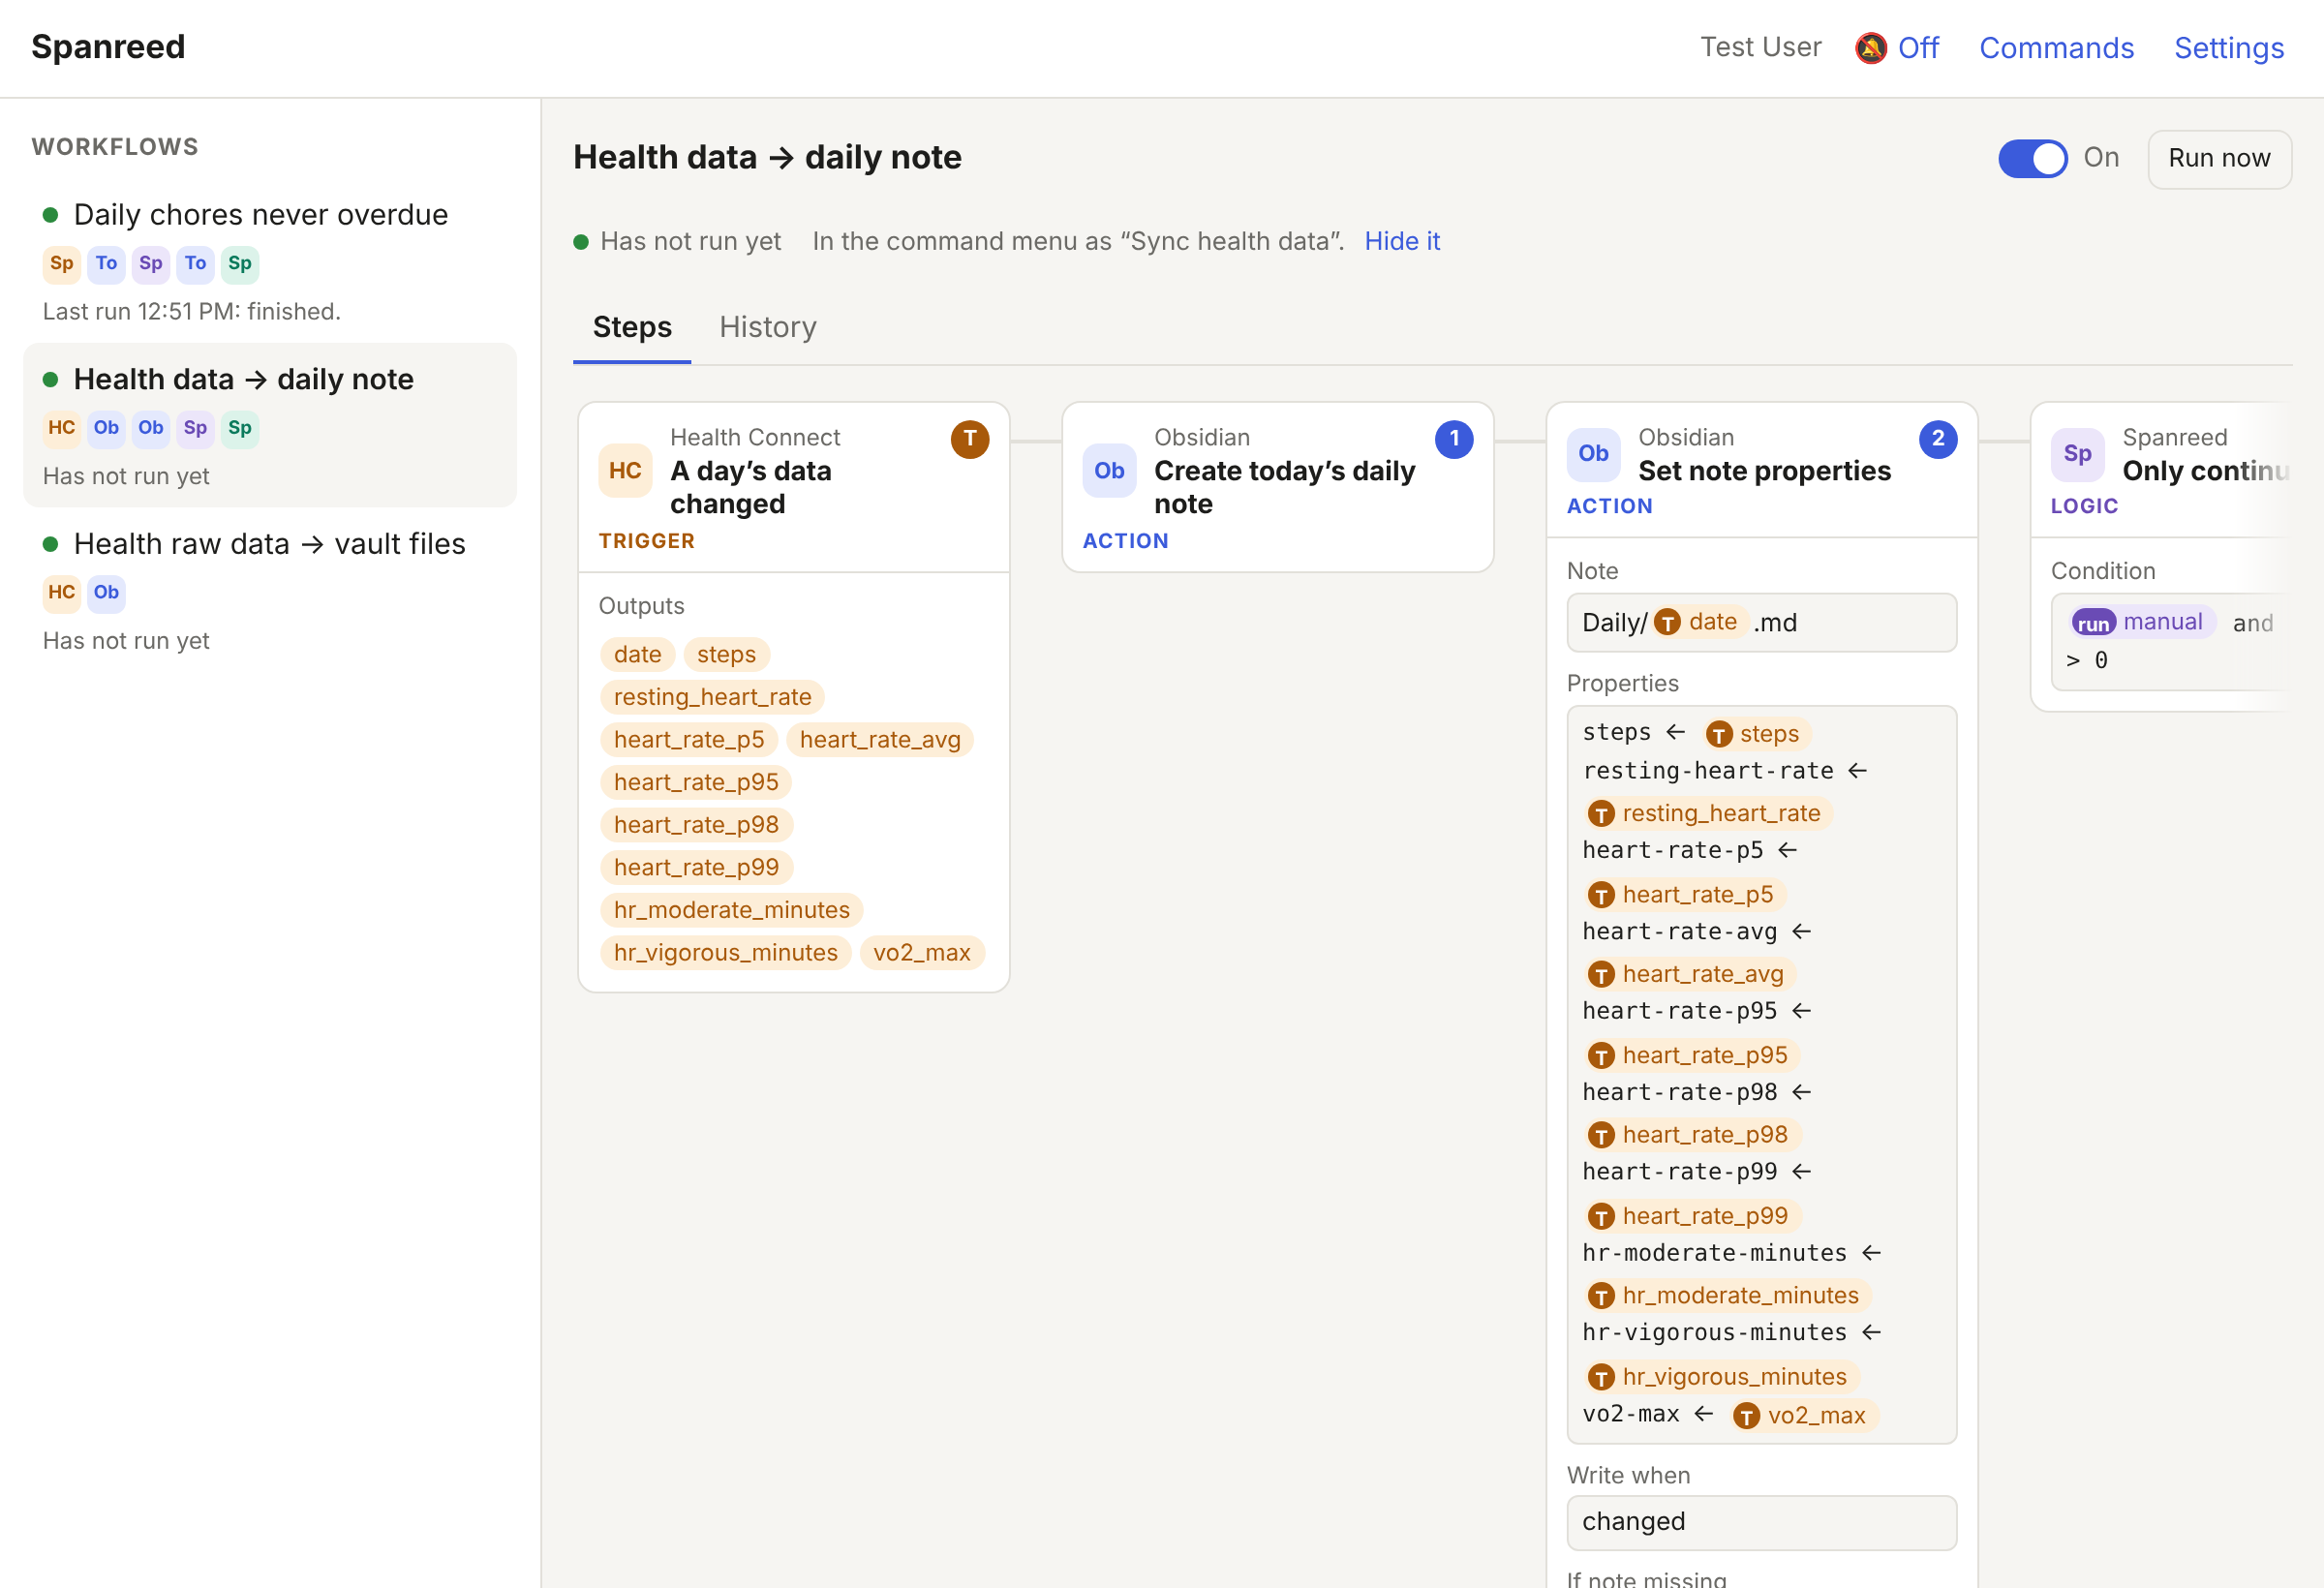 Spanreed
Test User
Off
Commands
Settings
WORKFLOWS
Daily chores never overdue
Sp To Sp To Sp
Last run 12:51 PM: finished.
Health data → daily note
HC Ob Ob Sp Sp
Has not run yet
Health raw data → vault files
HC Ob
Has not run yet
Health data → daily note
On
Run now
Has not run yet
In the command menu as “Sync health data”. Hide it
Steps
History
HC
Health Connect
T
A day’s data
changed
TRIGGER
Outputs
date steps
resting_heart_rate
heart_rate_p5 heart_rate_avg
heart_rate_p95
heart_rate_p98
heart_rate_p99
hr_moderate_minutes
hr_vigorous_minutes vo2_max
Ob
Obsidian
1
Create today’s daily
note
ACTION
Ob
Obsidian
2
Set note properties
ACTION
Note
Daily/ T date .md
Properties
steps ← T steps
resting-heart-rate ←
T resting_heart_rate
heart-rate-p5 ←
T heart_rate_p5
heart-rate-avg ←
T heart_rate_avg
heart-rate-p95 ←
T heart_rate_p95
heart-rate-p98 ←
T heart_rate_p98
heart-rate-p99 ←
T heart_rate_p99
hr-moderate-minutes ←
T hr_moderate_minutes
hr-vigorous-minutes ←
T hr_vigorous_minutes
vo2-max ← T vo2_max
Write when
changed
If note missing
Sp
Spanreed
Only continu
LOGIC
Condition
run manual and
> 0